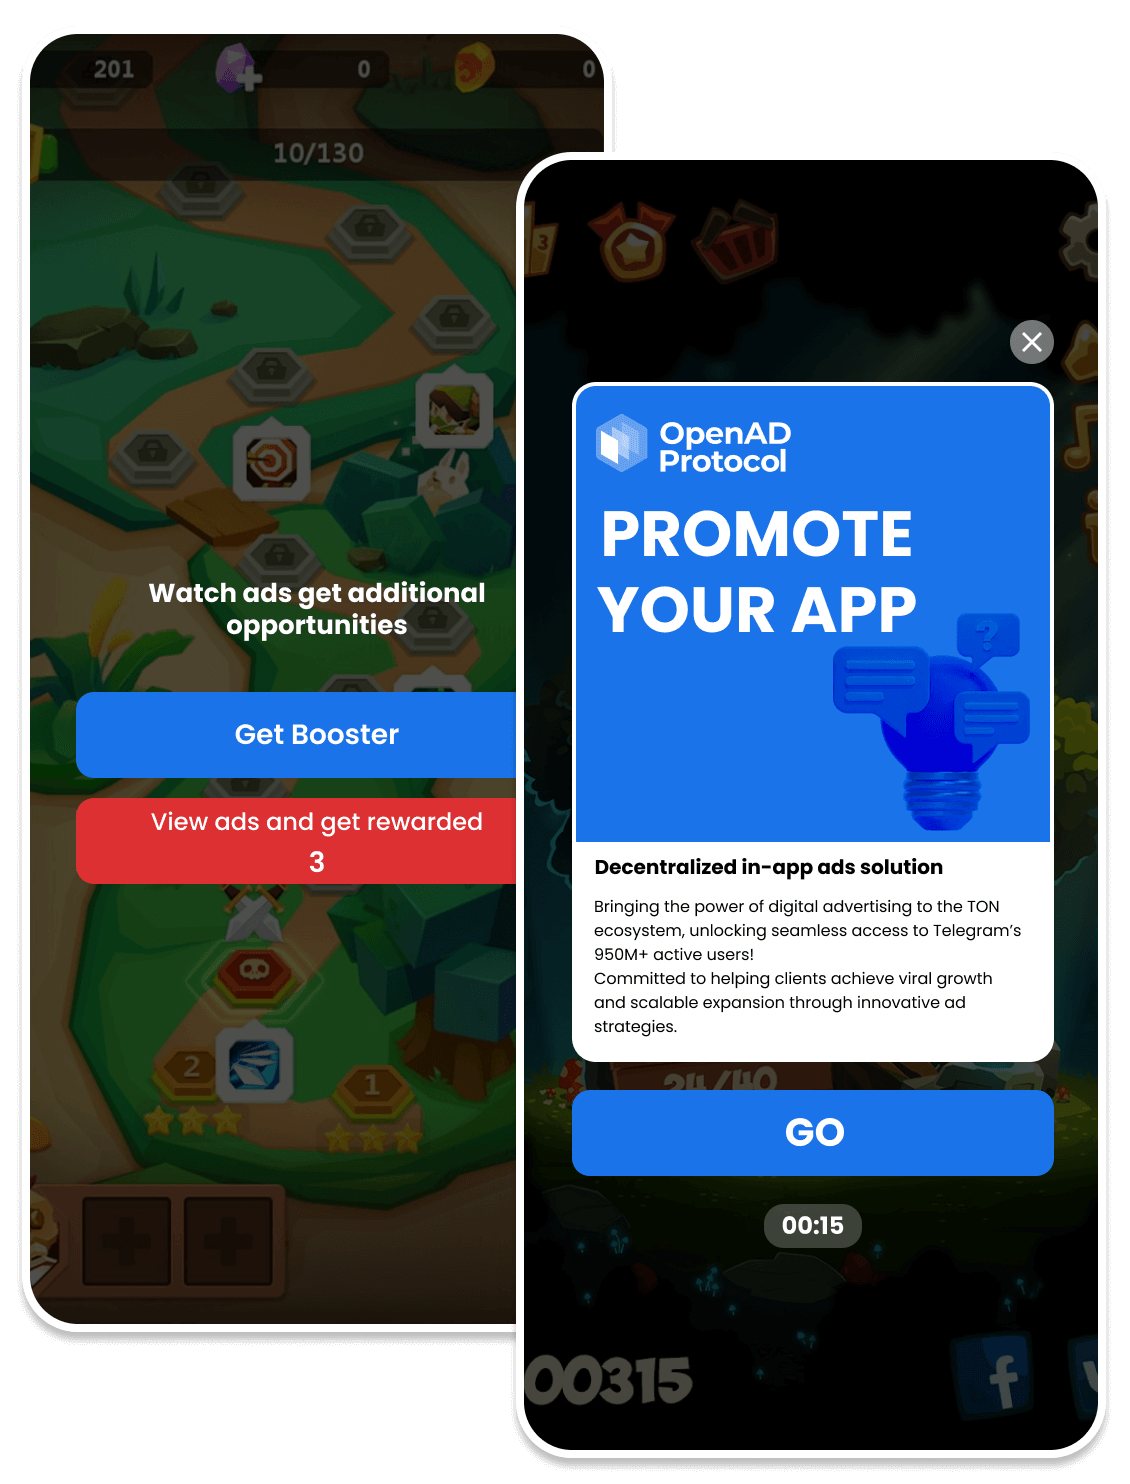 201
0
0
10/130
Watch ads get additional
opportunities
Get Booster
View ads and get rewarded
3
2
1
3
OpenAD
Protocol
PROMOTE
YOUR APP
?
Decentralized in-app ads solution
Bringing the power of digital advertising to the TON
ecosystem, unlocking seamless access to Telegram’s
950M+ active users!
Committed to helping clients achieve viral growth
and scalable expansion through innovative ad
strategies.
24/40
GO
00:15
00315
f